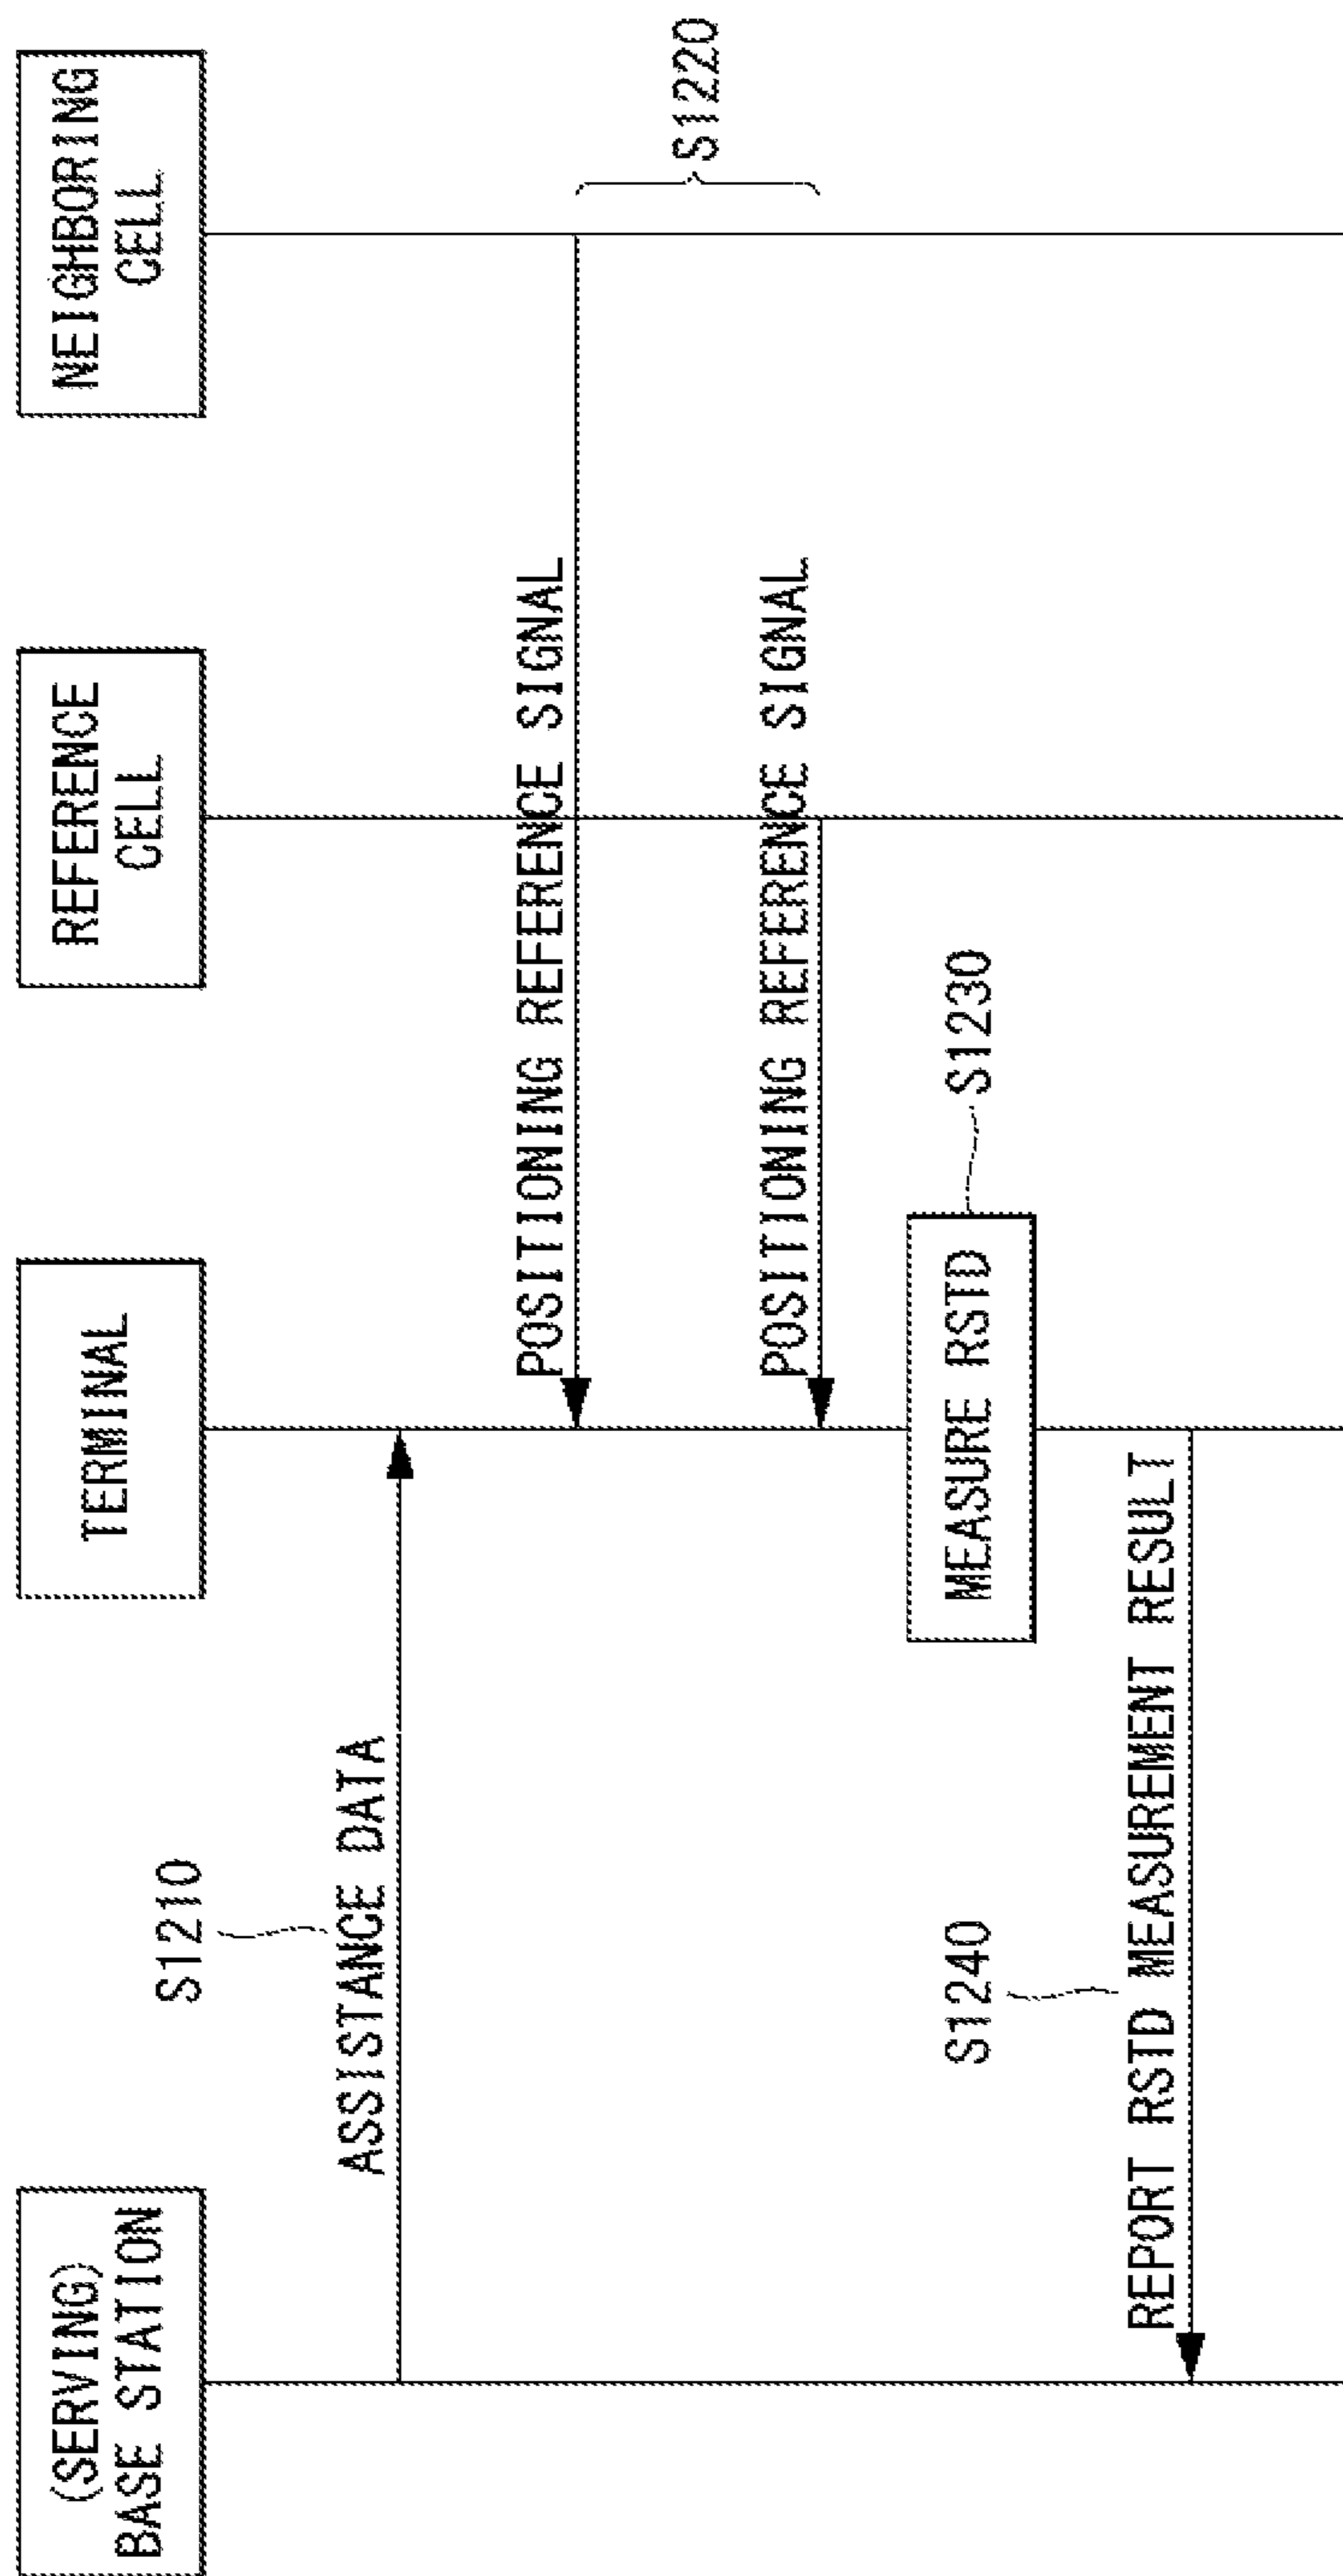 (SERVING)
BASE STATION
TERMINAL
REFERENCE
CELL
NEIGHBORING
CELL
S1210
ASSISTANCE DATA
POSITIONING REFERENCE SIGNAL
S1220
POSITIONING REFERENCE SIGNAL
MEASURE RSTD
S1230
S1240
REPORT RSTD MEASUREMENT RESULT